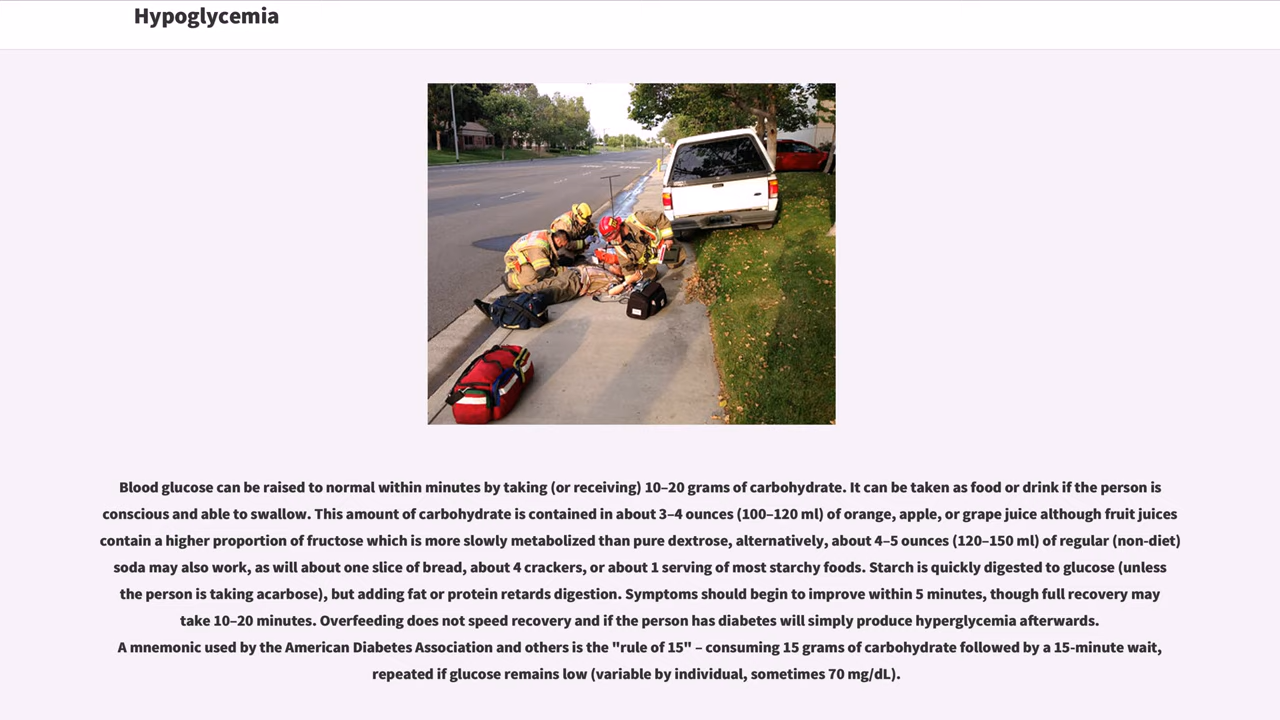 Hypoglycemia
Blood glucose can be raised to normal within minutes by taking (or receiving) 10–20 grams of carbohydrate. It can be taken as food or drink if the person is
conscious and able to swallow. This amount of carbohydrate is contained in about 3–4 ounces (100–120 ml) of orange, apple, or grape juice although fruit juices
contain a higher proportion of fructose which is more slowly metabolized than pure dextrose, alternatively, about 4–5 ounces (120–150 ml) of regular (non-diet)
soda may also work, as will about one slice of bread, about 4 crackers, or about 1 serving of most starchy foods. Starch is quickly digested to glucose (unless
the person is taking acarbose), but adding fat or protein retards digestion. Symptoms should begin to improve within 5 minutes, though full recovery may
take 10–20 minutes. Overfeeding does not speed recovery and if the person has diabetes will simply produce hyperglycemia afterwards.
A mnemonic used by the American Diabetes Association and others is the "rule of 15" – consuming 15 grams of carbohydrate followed by a 15-minute wait,
repeated if glucose remains low (variable by individual, sometimes 70 mg/dL).